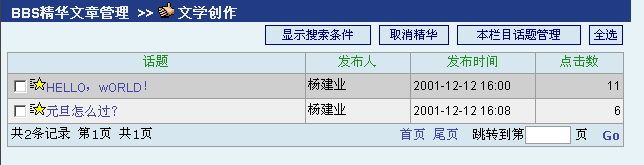 BBS精华文章管理 >> 文学创作
显示搜索条件 取消精华 本栏目话题管理 全选
话题 发布人 发布时间 点击数
HELLO，wORLD！ 杨建业 2001-12-12 16:00 11
元旦怎么过？ 杨建业 2001-12-12 16:08 6
共2条记录 第1页 共1页 首页 尾页 跳转到第 页 Go